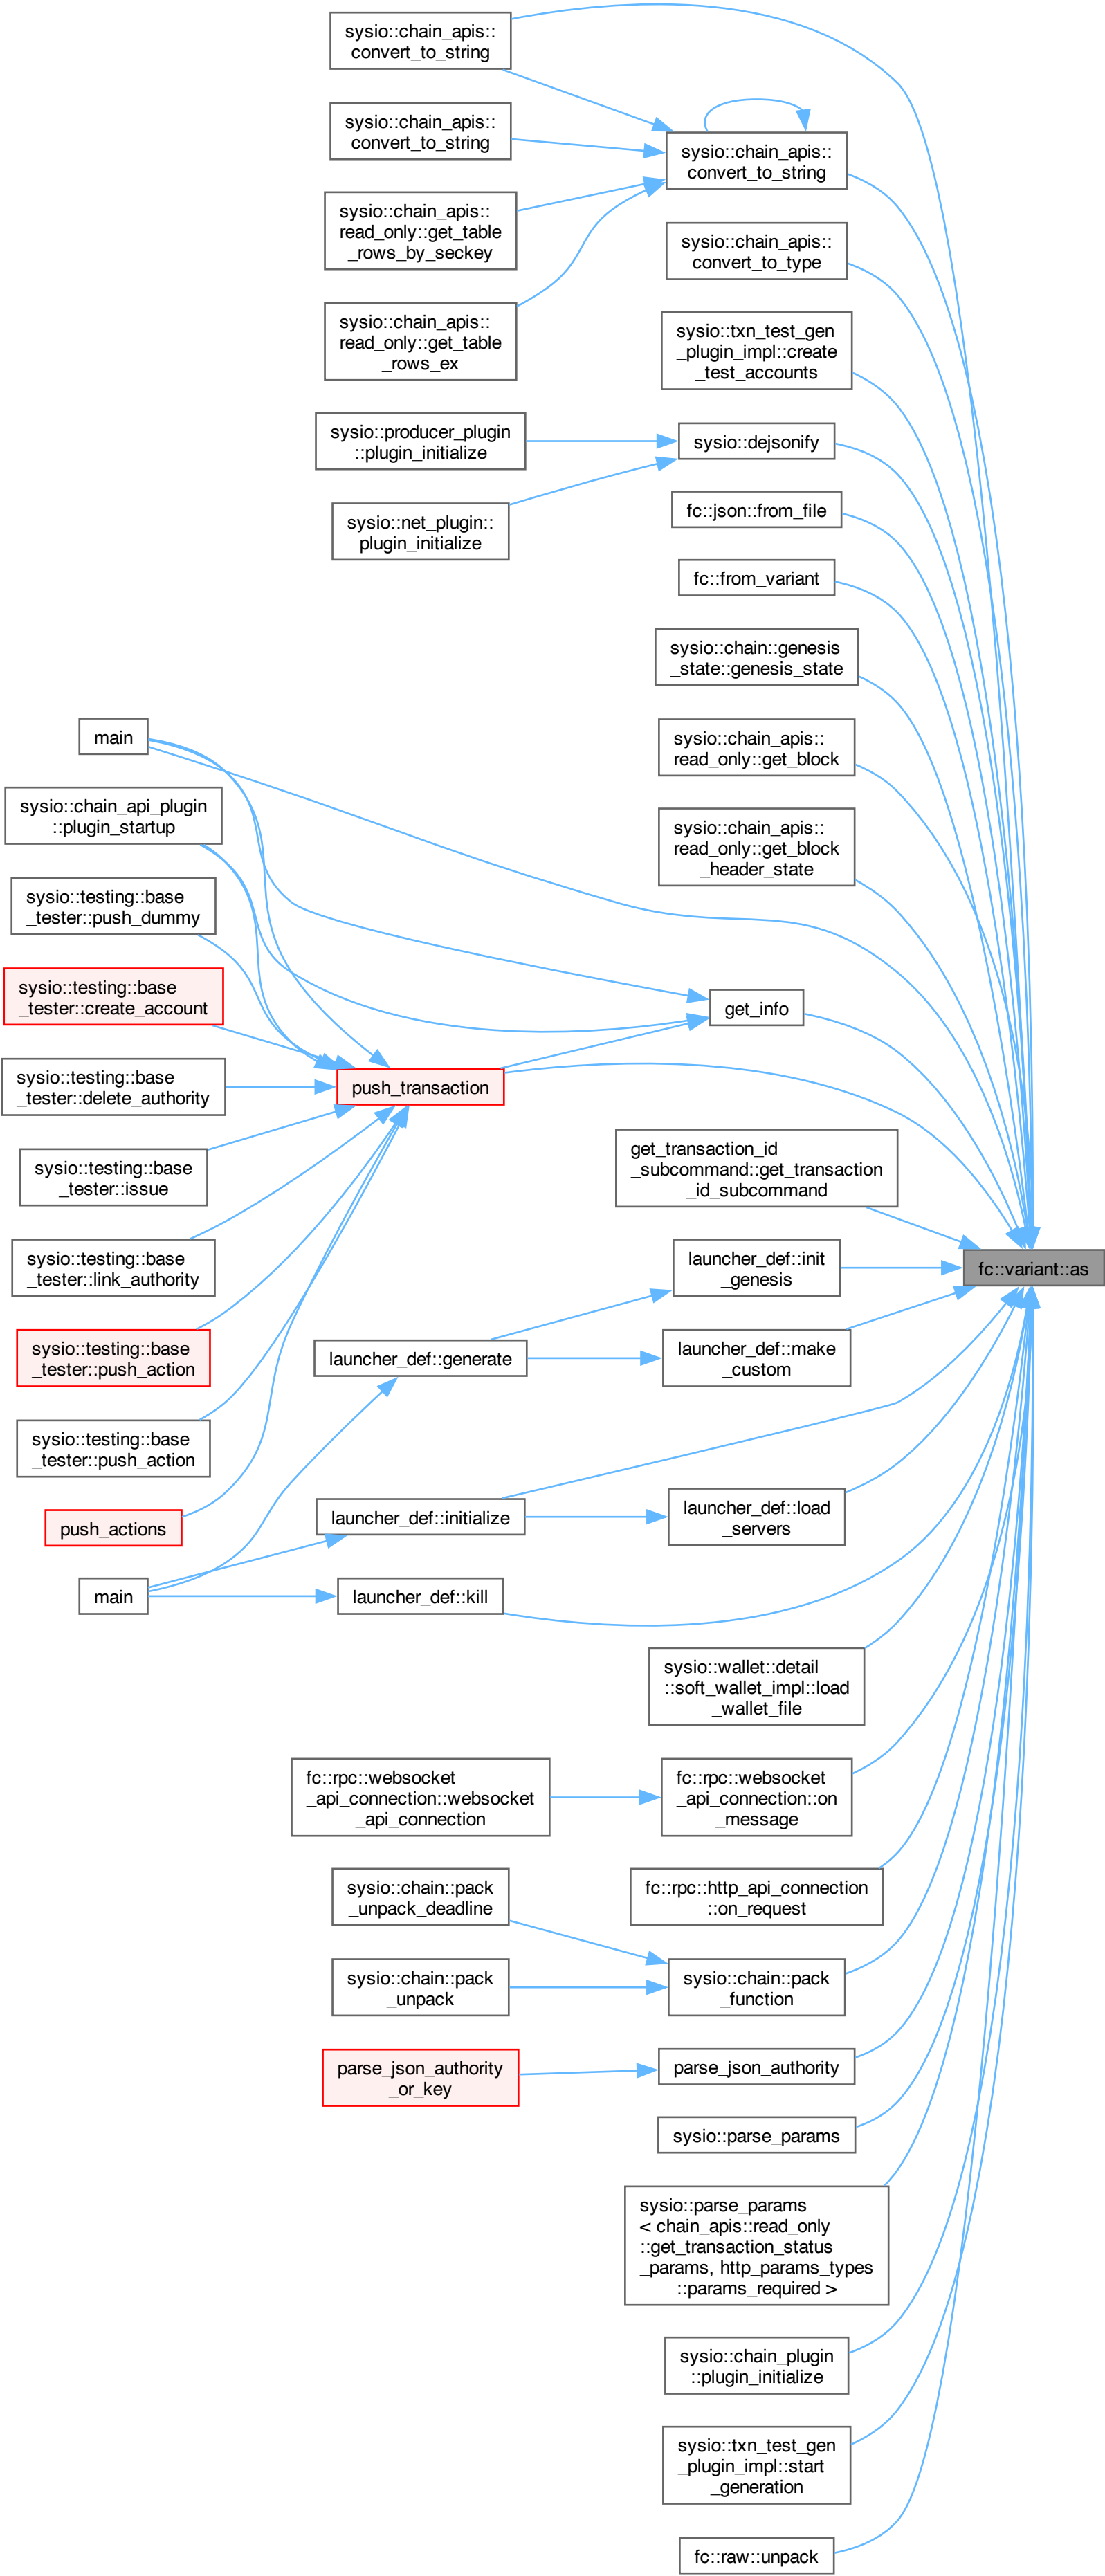 sysio::chain_apis::
convert_to_string
sysio::chain_apis::
convert_to_string
sysio::chain_apis::
convert_to_string
sysio::chain_apis::
read_only::get_table
_rows_by_seckey
sysio::chain_apis::
convert_to_type
sysio::chain_apis::
read_only::get_table
_rows_ex
sysio::txn_test_gen
_plugin_impl::create
_test_accounts
sysio::producer_plugin
::plugin_initialize
sysio::dejsonify
sysio::net_plugin::
plugin_initialize
fc::json::from_file
fc::from_variant
sysio::chain::genesis
_state::genesis_state
main
sysio::chain_apis::
read_only::get_block
sysio::chain_api_plugin
::plugin_startup
sysio::chain_apis::
read_only::get_block
_header_state
sysio::testing::base
_tester::push_dummy
sysio::testing::base
_tester::create_account
get_info
sysio::testing::base
_tester::delete_authority
push_transaction
sysio::testing::base
_tester::issue
get_transaction_id
_subcommand::get_transaction
_id_subcommand
sysio::testing::base
_tester::link_authority
launcher_def::init
_genesis
fc::variant::as
sysio::testing::base
_tester::push_action
launcher_def::generate
launcher_def::make
_custom
sysio::testing::base
_tester::push_action
push_actions
launcher_def::initialize
launcher_def::load
_servers
main
launcher_def::kill
sysio::wallet::detail
::soft_wallet_impl::load
_wallet_file
fc::rpc::websocket
_api_connection::websocket
_api_connection
fc::rpc::websocket
_api_connection::on
_message
sysio::chain::pack
_unpack_deadline
fc::rpc::http_api_connection
::on_request
sysio::chain::pack
_unpack
sysio::chain::pack
_function
parse_json_authority
_or_key
parse_json_authority
sysio::parse_params
sysio::parse_params
< chain_apis::read_only
::get_transaction_status
_params, http_params_types
::params_required >
sysio::chain_plugin
::plugin_initialize
sysio::txn_test_gen
_plugin_impl::start
_generation
fc::raw::unpack